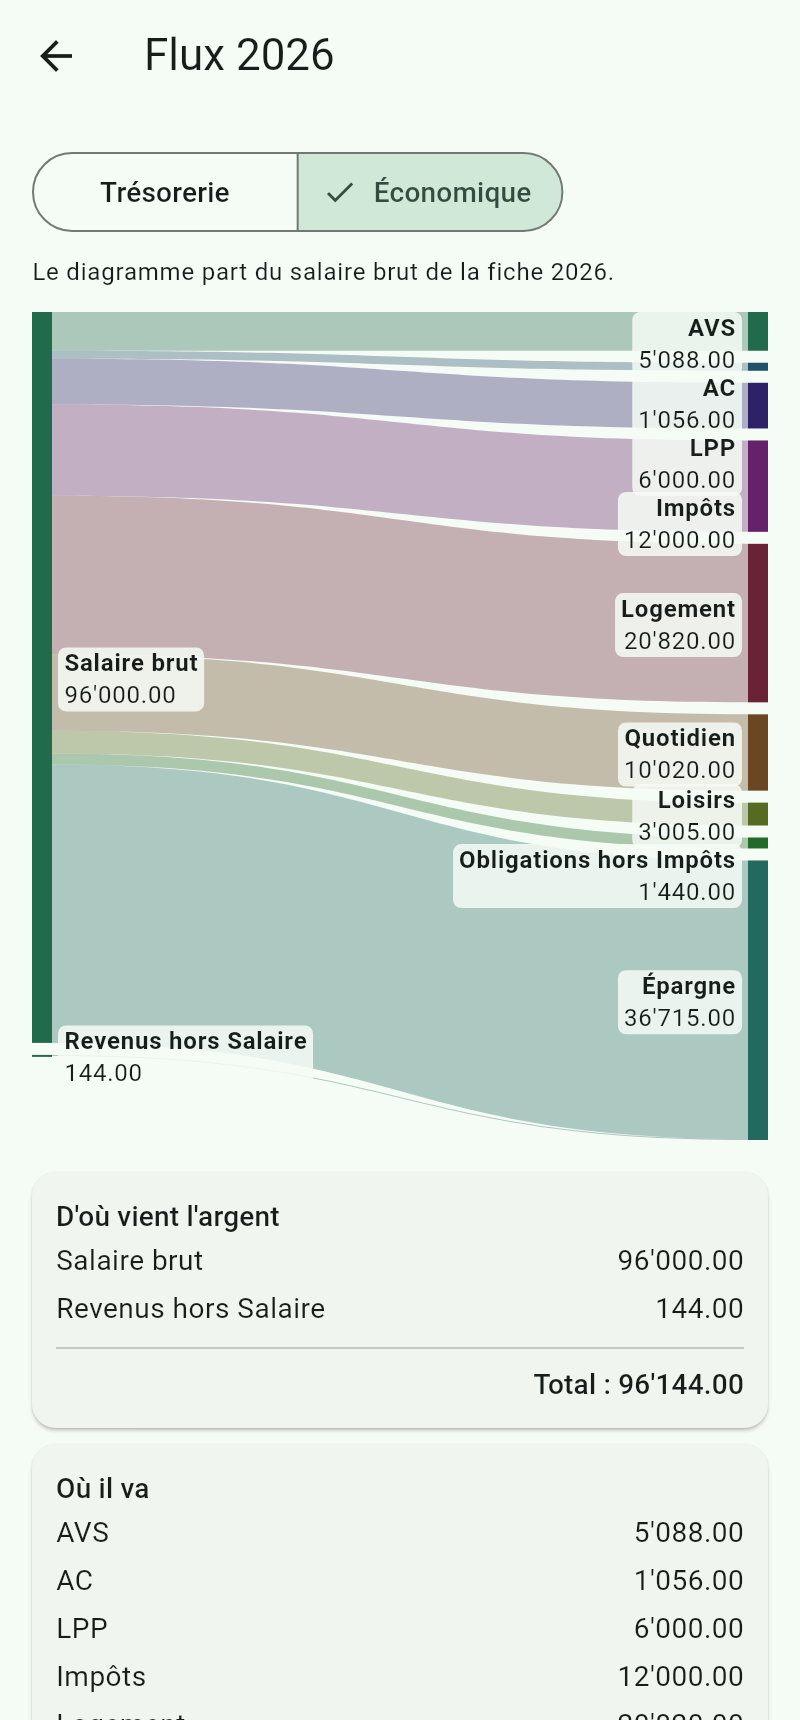 Flux 2026
Trésorerie
Économique
Le diagramme part du salaire brut de la fiche 2026.
AVS
5'088.00
AC
1'056.00
LPP
6'000.00
Impôts
12'000.00
Logement
20'820.00
Salaire brut
96'000.00
Quotidien
10'020.00
Loisirs
3'005.00
Obligations hors Impôts
1'440.00
Épargne
36'715.00
Revenus hors Salaire
144.00
D'où vient l'argent
Salaire brut 96'000.00
Revenus hors Salaire 144.00
Total : 96'144.00
Où il va
AVS 5'088.00
AC 1'056.00
LPP 6'000.00
Impôts 12'000.00